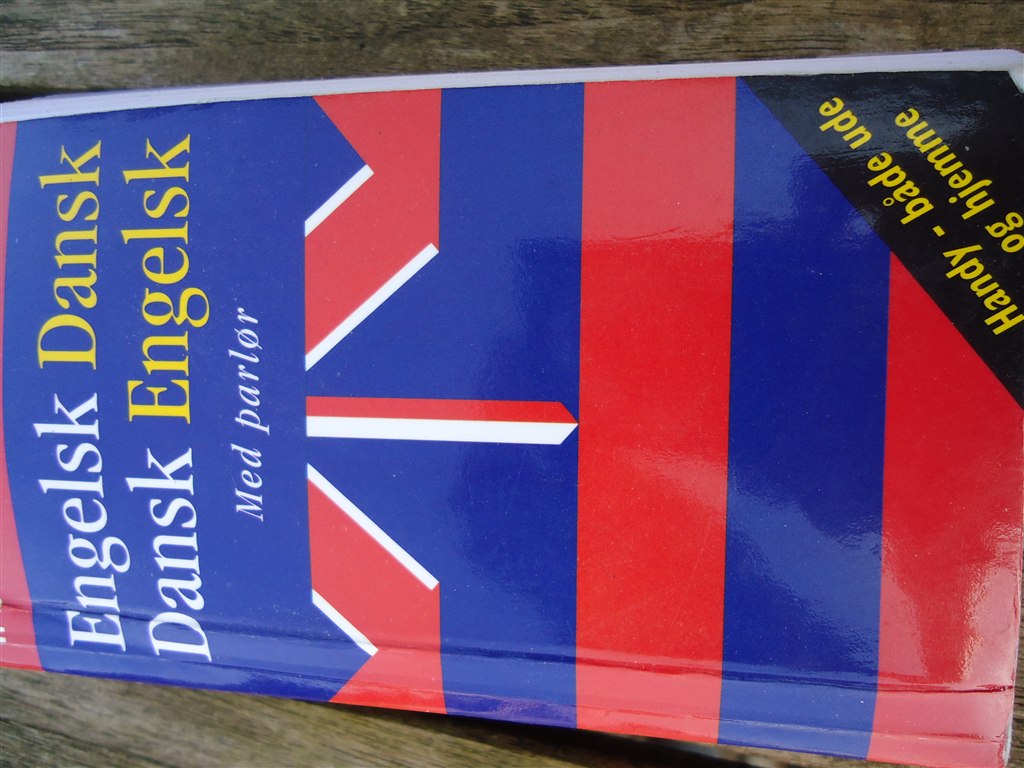 Engelsk Dansk
Dansk Engelsk
Med parlør
Handy - både ude
og hjemme